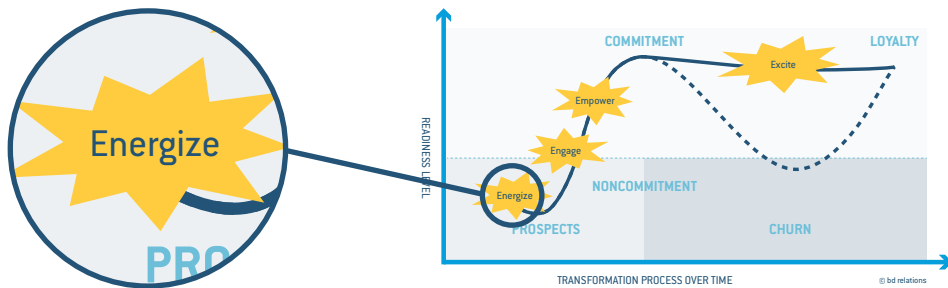 Energize
PRO
READINESS LEVEL
COMMITMENT
LOYALTY
Excite
Empower
Engage
Energize
NONCOMMITMENT
PROSPECTS
CHURN
TRANSFORMATION PROCESS OVER TIME
© bd relations